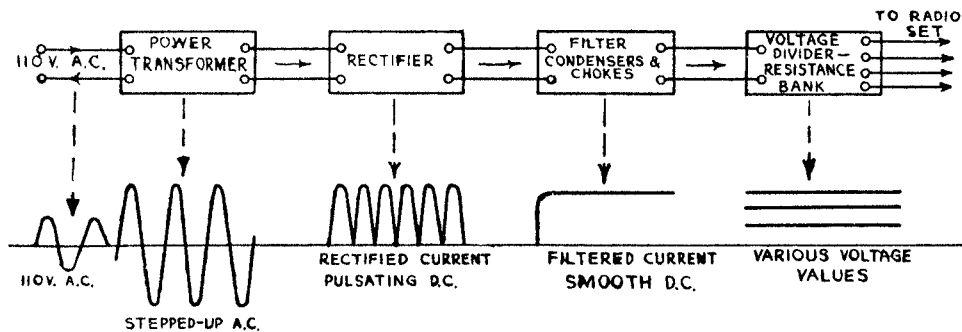 110 V. A.C.
POWER
TRANSFORMER
RECTIFIER
FILTER
CONDENSERS &
CHOKES
VOLTAGE
DIVIDER—
RESISTANCE
BANK
TO RADIO
SET
110 V. A.C.
STEPPED-UP A.C.
RECTIFIED CURRENT
PULSATING D.C.
FILTERED CURRENT
SMOOTH D.C.
VARIOUS VOLTAGE
VALUES